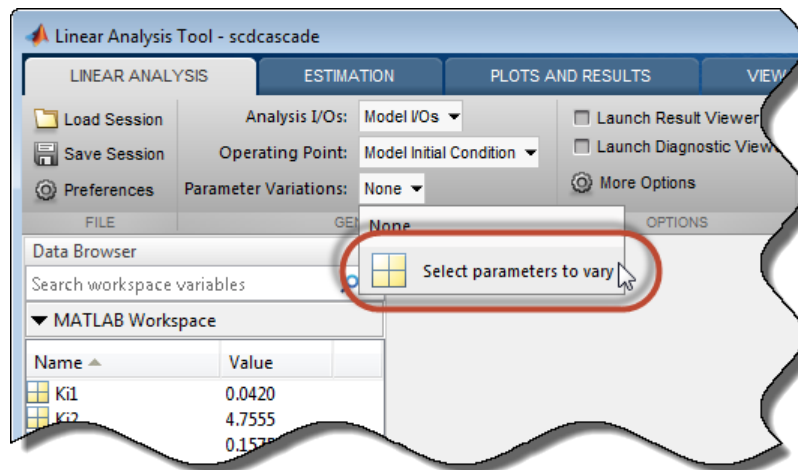 Linear Analysis Tool - scdcascade
LINEAR ANALYSIS ESTIMATION PLOTS AND RESULTS
Load Session
Save Session
Preferences
FILE
Analysis I/Os: Model I/Os
Operating Point: Model Initial Condition
Parameter Variations: None
None
Select parameters to vary
Launch Result Viewer
Launch Diagnostic
More Options
OPTIONS
Data Browser
Search workspace variables
MATLAB Workspace
Name Value
Ki1 0.0420
Ki2 4.7555